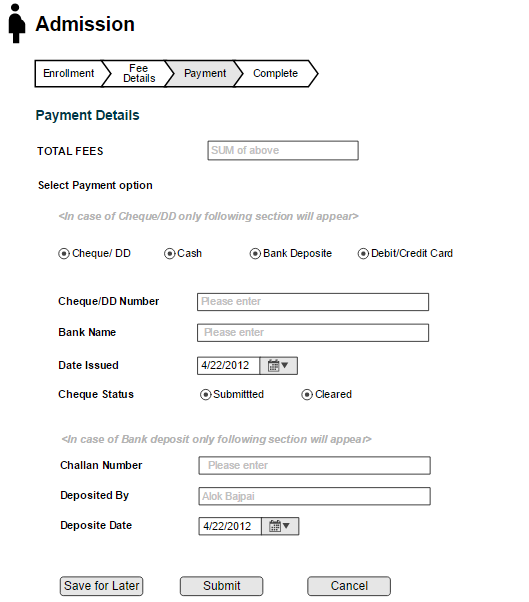 Admission
Enrollment
Fee
Details
Payment
Complete
Payment Details
TOTAL FEES SUM of above
Select Payment option
<In case of Cheque/DD only following section will appear>
Cheque/ DD Cash Bank Deposite Debit/Credit Card
Cheque/DD Number Please enter
Bank Name Please enter
Date Issued 4/22/2012
Cheque Status Submittted Cleared
<In case of Bank deposit only following section will appear>
Challan Number Please enter
Deposited By Alok Bajpai
Deposite Date 4/22/2012
Save for Later Submit Cancel